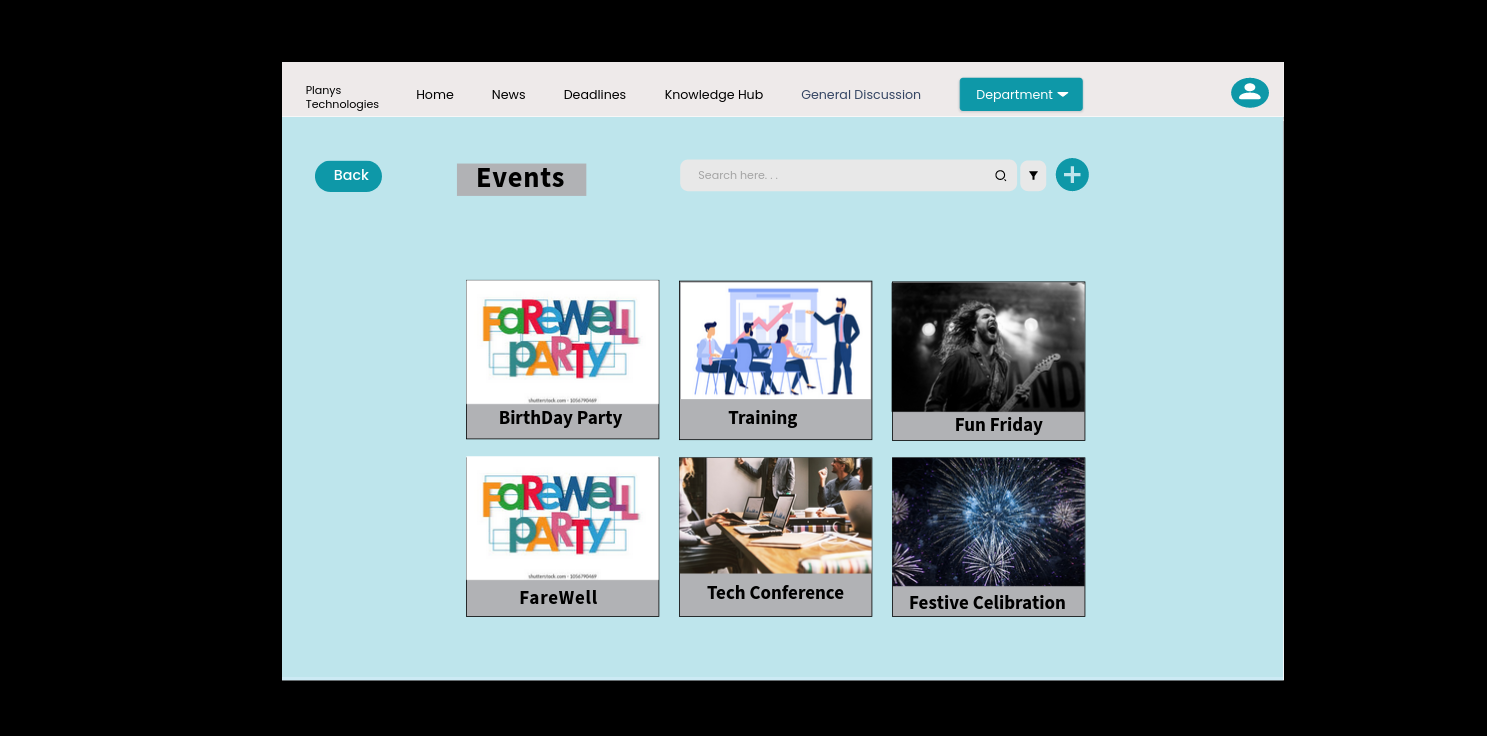 Planys
Technologies
Home
News
Deadlines
Knowledge Hub
General Discussion
Department
Back
Events
Search here. . .
FaReWeLL
PARTy
shutterstock.com · 1056790469
BirthDay Party
Training
AND
Fun Friday
FaReWeLL
PARTy
shutterstock.com · 1056790469
FareWell
Tech Conference
Festive Celibration